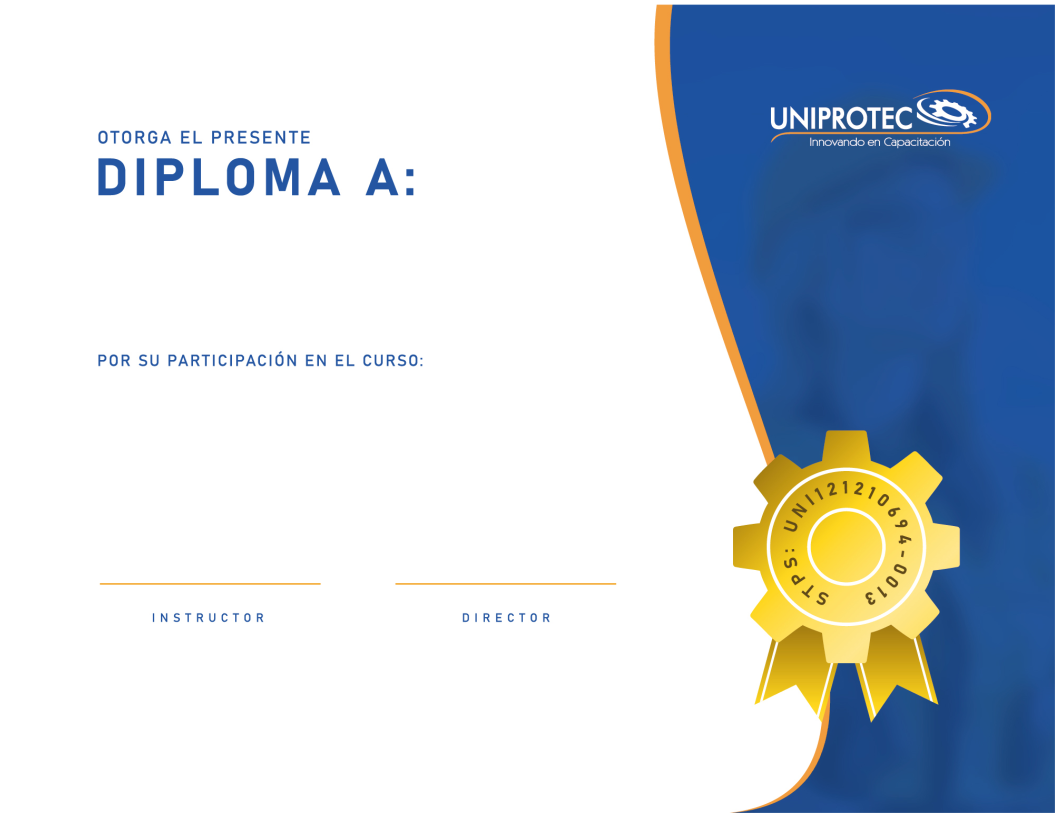 OTORGA EL PRESENTE
DIPLOMA A:
POR SU PARTICIPACIÓN EN EL CURSO:
INSTRUCTOR
DIRECTOR
UNIPROTEC
Innovando en Capacitación
STPS: UNI121210694-0013